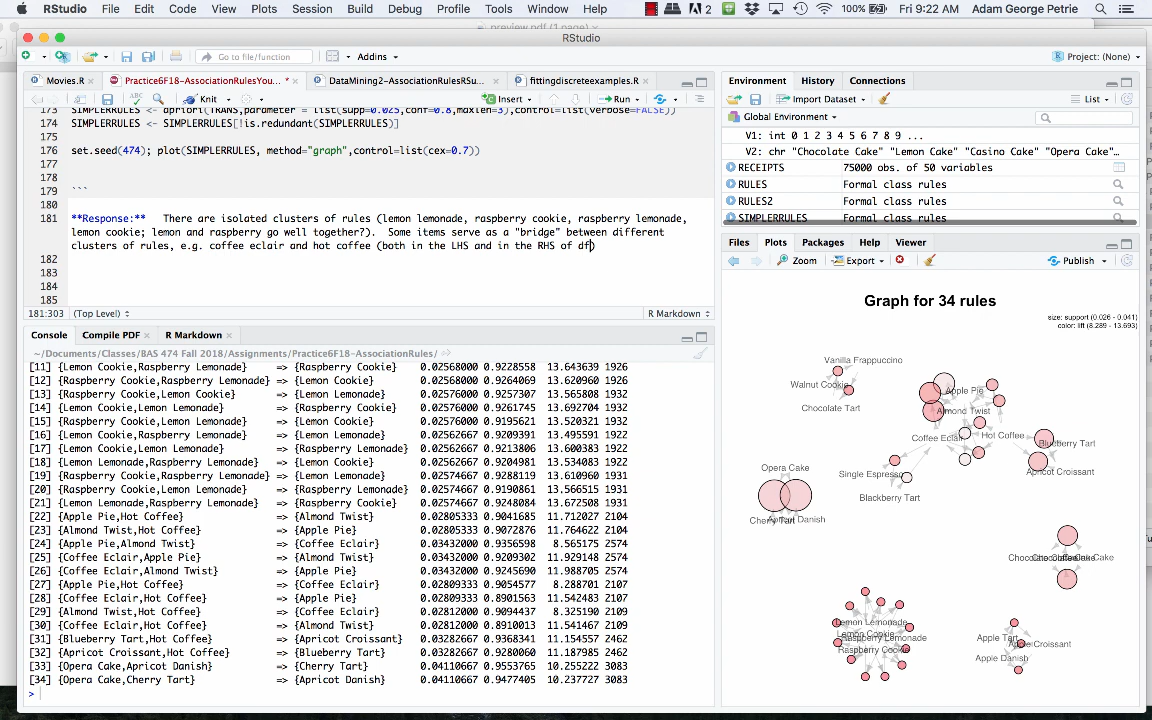 RStudio File Edit Code View Plots Session Build Debug Profile Tools Window Help 2 100% Fri 9:22 AM Adam George Petrie
preview.pdf (1 page)
RStudio
Go to file/function Addins Project: (None)
Movies.R Practice6F18-AssociationRulesYou... DataMining2-AssociationRulesRSu... fittingdiscreteexamples.R
Knit Insert Run
173 SIMPLERRULES <- apriori(TRANS,parameter = list(supp=0.025,conf=0.8,maxlen=3),control=list(verbose=FALSE))
174 SIMPLERRULES <- SIMPLERRULES[!is.redundant(SIMPLERRULES)]
175
176 set.seed(474); plot(SIMPLERRULES, method="graph",control=list(cex=0.7))
177
178
179 ```
180
181 **Response:** There are isolated clusters of rules (lemon lemonade, raspberry cookie, raspberry lemonade,
lemon cookie; lemon and raspberry go well together?). Some items serve as a "bridge" between different
clusters of rules, e.g. coffee eclair and hot coffee (both in the LHS and in the RHS of df)
182
183
184
185
181:303 (Top Level) R Markdown
Console Compile PDF R Markdown
~/Documents/Classes/BAS 474 Fall 2018/Assignments/Practice6F18-AssociationRules/
[11] {Lemon Cookie,Raspberry Lemonade} => {Raspberry Cookie} 0.02568000 0.9228558 13.643639 1926
[12] {Raspberry Cookie,Raspberry Lemonade} => {Lemon Cookie} 0.02568000 0.9264069 13.620960 1926
[13] {Raspberry Cookie,Lemon Cookie} => {Raspberry Lemonade} 0.02576000 0.9257307 13.565808 1932
[14] {Lemon Cookie,Lemon Lemonade} => {Raspberry Cookie} 0.02576000 0.9261745 13.692704 1932
[15] {Raspberry Cookie,Lemon Lemonade} => {Lemon Cookie} 0.02576000 0.9195621 13.520321 1932
[16] {Lemon Cookie,Raspberry Lemonade} => {Lemon Lemonade} 0.02562667 0.9209391 13.495591 1922
[17] {Lemon Cookie,Lemon Lemonade} => {Raspberry Lemonade} 0.02562667 0.9213806 13.600383 1922
[18] {Raspberry Lemonade,Lemon Lemonade} => {Lemon Cookie} 0.02562667 0.9204981 13.534083 1922
[19] {Raspberry Cookie,Raspberry Lemonade} => {Lemon Lemonade} 0.02574667 0.9288119 13.610960 1931
[20] {Raspberry Cookie,Lemon Lemonade} => {Raspberry Lemonade} 0.02574667 0.9190861 13.566515 1931
[21] {Raspberry Lemonade,Lemon Lemonade} => {Raspberry Cookie} 0.02574667 0.9248084 13.672508 1931
[22] {Apple Pie,Hot Coffee} => {Almond Twist} 0.02805333 0.9041685 11.712027 2104
[23] {Almond Twist,Hot Coffee} => {Apple Pie} 0.02805333 0.9072876 11.764622 2104
[24] {Apple Pie,Almond Twist} => {Coffee Eclair} 0.03432000 0.9356598 8.565175 2574
[25] {Coffee Eclair,Apple Pie} => {Almond Twist} 0.03432000 0.9209302 11.929148 2574
[26] {Coffee Eclair,Almond Twist} => {Apple Pie} 0.03432000 0.9245690 11.988705 2574
[27] {Apple Pie,Hot Coffee} => {Coffee Eclair} 0.02809333 0.9054577 8.288701 2107
[28] {Coffee Eclair,Hot Coffee} => {Apple Pie} 0.02809333 0.8901563 11.542483 2107
[29] {Almond Twist,Hot Coffee} => {Coffee Eclair} 0.02812000 0.9094437 8.325190 2109
[30] {Coffee Eclair,Hot Coffee} => {Almond Twist} 0.02812000 0.8910013 11.541467 2109
[31] {Blueberry Tart,Hot Coffee} => {Apricot Croissant} 0.03282667 0.9368341 11.154557 2462
[32] {Apricot Croissant,Hot Coffee} => {Blueberry Tart} 0.03282667 0.9280060 11.187985 2462
[33] {Opera Cake,Apricot Danish} => {Cherry Tart} 0.04110667 0.9553765 10.255222 3083
[34] {Opera Cake,Cherry Tart} => {Apricot Danish} 0.04110667 0.9477405 10.237727 3083
>
Environment History Connections
Import Dataset List
Global Environment
V1: int 0 1 2 3 4 5 6 7 8 9 ...
V2: chr "Chocolate Cake" "Lemon Cake" "Casino Cake" "Opera Cake"...
RECEIPTS 75000 obs. of 50 variables
RULES Formal class rules
RULES2 Formal class rules
SIMPLERRULES Formal class rules
Files Plots Packages Help Viewer
Zoom Export Publish
Graph for 34 rules
size: support (0.026 - 0.041)
color: lift (8.289 - 13.693)
Vanilla Frappuccino
Walnut Cookie
Chocolate Tart
Apple Pie
Almond Twist
Coffee Eclair
Hot Coffee
Blueberry Tart
Apricot Croissant
Single Espresso
Blackberry Tart
Opera Cake
Cherry Tart
Apricot Danish
Lemon Lemonade
Lemon Cookie
Raspberry Lemonade
Raspberry Cookie
Apple Tart
Apple Croissant
Apple Danish